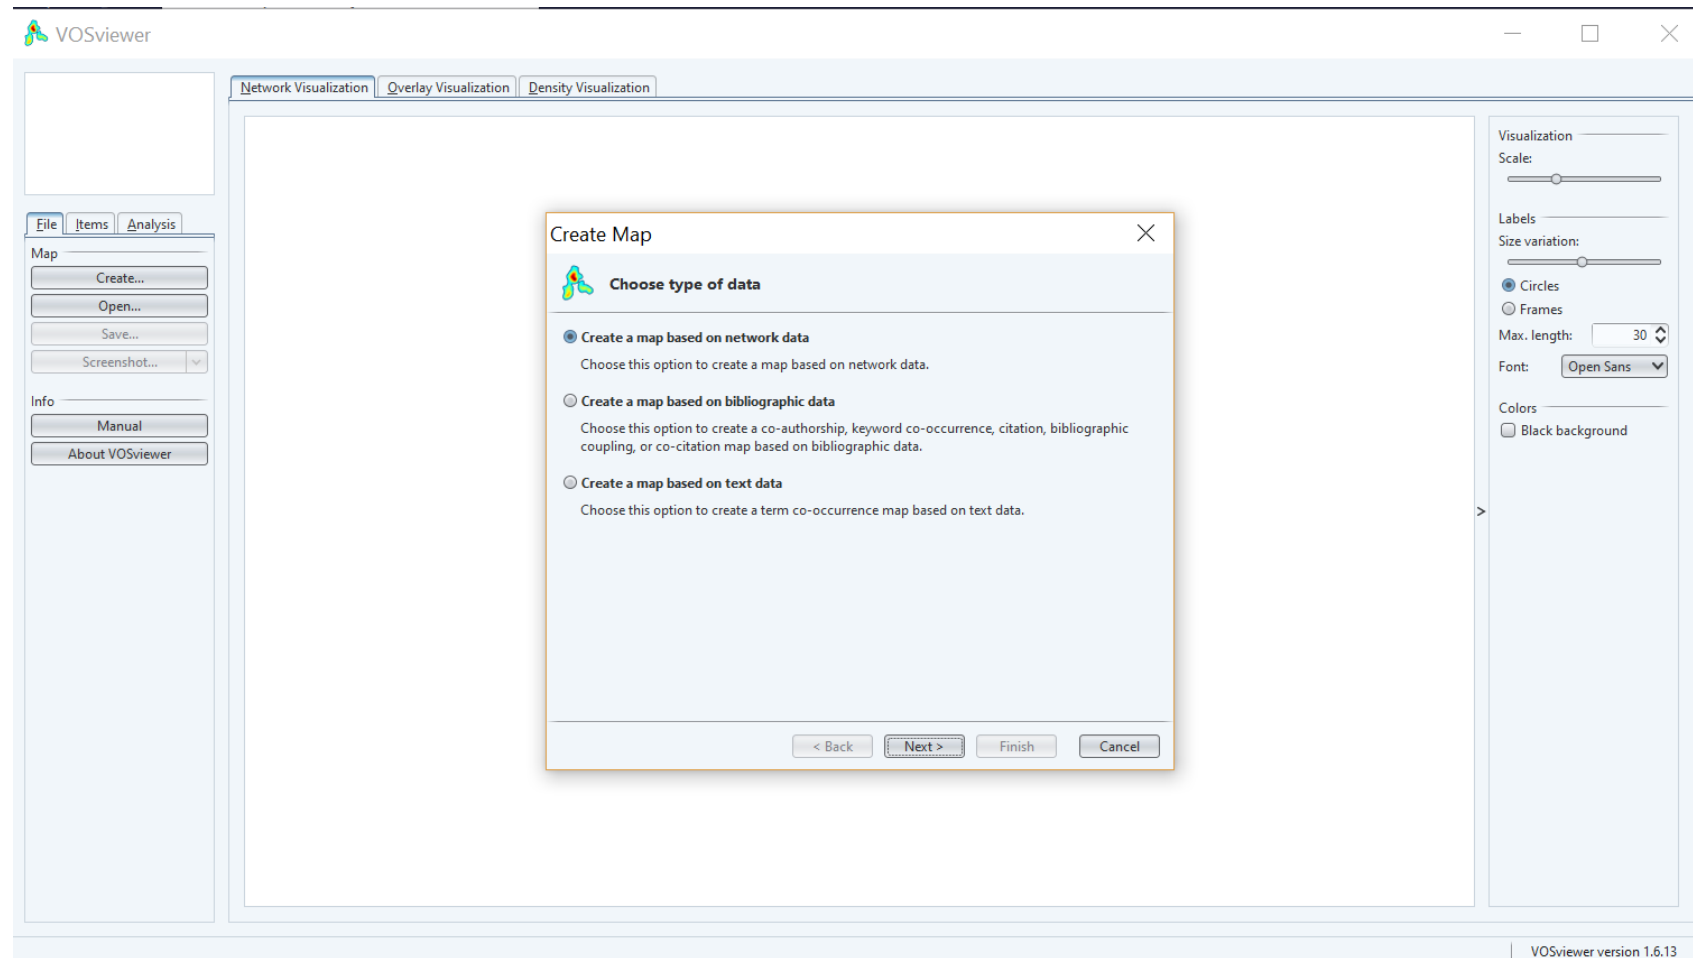 VOSviewer
Network Visualization Overlay Visualization Density Visualization
File Items Analysis
Map
Create...
Open...
Save...
Screenshot...
Info
Manual
About VOSviewer
Create Map
Choose type of data
Create a map based on network data
Choose this option to create a map based on network data.
Create a map based on bibliographic data
Choose this option to create a co-authorship, keyword co-occurrence, citation, bibliographic
coupling, or co-citation map based on bibliographic data.
Create a map based on text data
Choose this option to create a term co-occurrence map based on text data.
< Back Next > Finish Cancel
>
Visualization
Scale:
Labels
Size variation:
Circles
Frames
Max. length: 30
Font: Open Sans
Colors
Black background
VOSviewer version 1.6.13